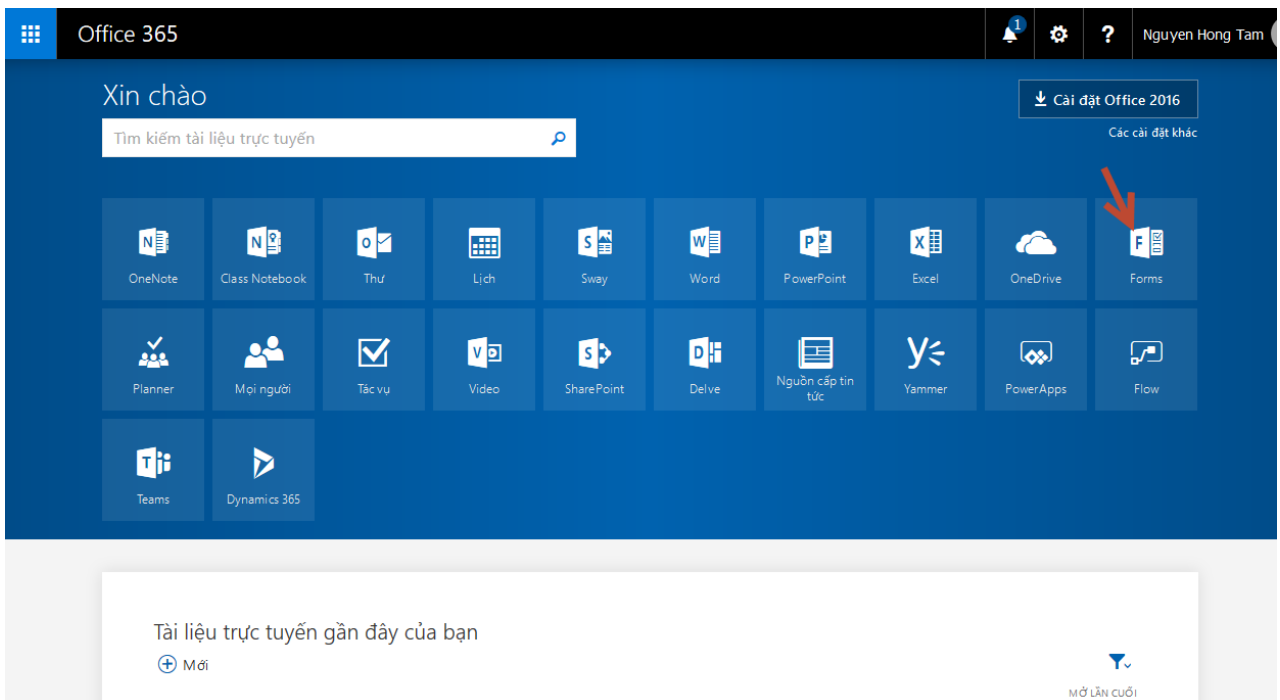 Office 365
1
?
Nguyen Hong Tam
Xin chào
Cài đặt Office 2016
Tìm kiếm tài liệu trực tuyến
Các cài đặt khác
OneNote
Class Notebook
Thư
Lịch
Sway
Word
PowerPoint
Excel
OneDrive
Forms
Planner
Mọi người
Tác vụ
Video
SharePoint
Delve
Nguồn cấp tin
tức
Yammer
PowerApps
Flow
Teams
Dynamics 365
Tài liệu trực tuyến gần đây của bạn
Mới
MỞ LẦN CUỐI